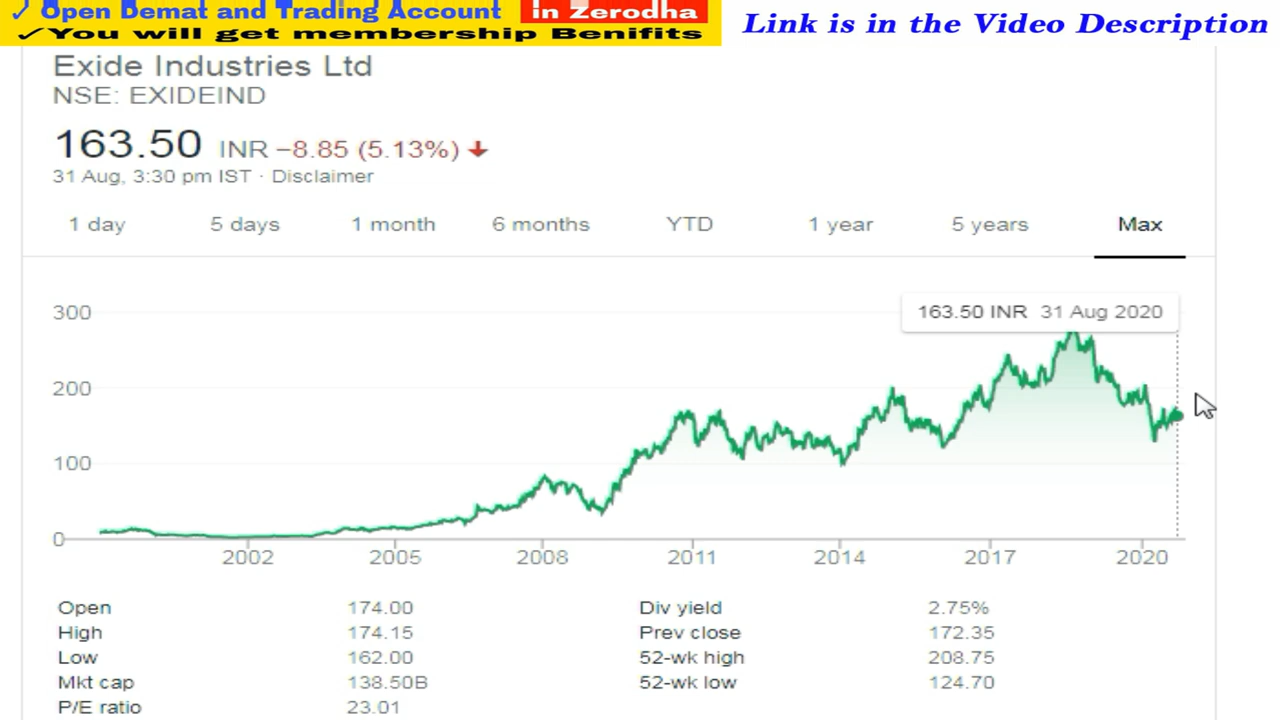 ✓ Open Demat and Trading Account In Zerodha
✓You will get membership Benifits
Link is in the Video Description
Exide Industries Ltd
NSE: EXIDEIND
163.50 INR −8.85 (5.13%) ↓
31 Aug, 3:30 pm IST · Disclaimer
1 day 5 days 1 month 6 months YTD 1 year 5 years Max
163.50 INR 31 Aug 2020
300
200
100
0
2002 2005 2008 2011 2014 2017 2020
Open 174.00 Div yield 2.75%
High 174.15 Prev close 172.35
Low 162.00 52-wk high 208.75
Mkt cap 138.50B 52-wk low 124.70
P/E ratio 23.01